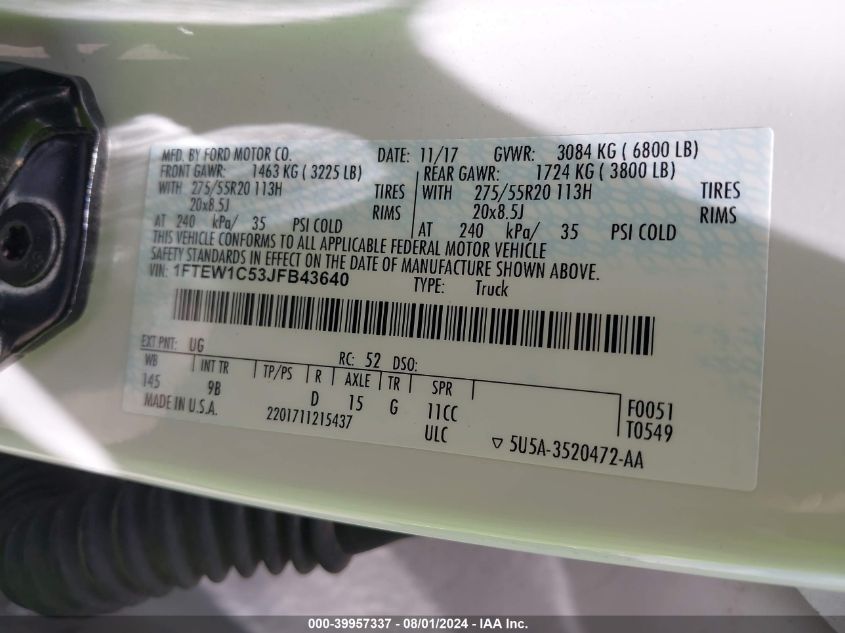 MFD. BY FORD MOTOR CO. DATE: 11/17 GVWR: 3084 KG ( 6800 LB)
FRONT GAWR: 1463 KG ( 3225 LB) REAR GAWR: 1724 KG ( 3800 LB)
WITH 275/55R20 113H TIRES WITH 275/55R20 113H TIRES
20x8.5J RIMS 20x8.5J RIMS
AT 240 kPa/ 35 PSI COLD AT 240 kPa/ 35 PSI COLD
THIS VEHICLE CONFORMS TO ALL APPLICABLE FEDERAL MOTOR VEHICLE
SAFETY STANDARDS IN EFFECT ON THE DATE OF MANUFACTURE SHOWN ABOVE.
VIN: 1FTEW1C53JFB43640 TYPE: Truck
EXT PNT: UG RC: 52 DSO:
WB INT TR TP/PS R AXLE TR SPR
145 9B D 15 G 11CC F0051
MADE IN U.S.A. 2201711215437 ULC T0549
5U5A-3520472-AA
000-39957337 - 08/01/2024 - IAA Inc.